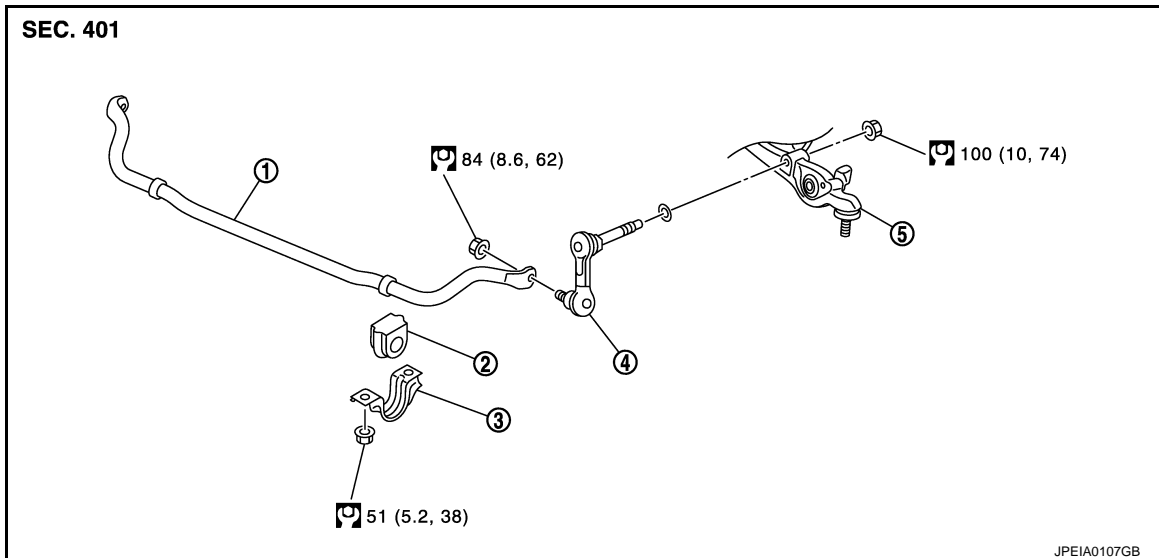 SEC. 401
①
84 (8.6, 62)
100 (10, 74)
⑤
②
④
③
51 (5.2, 38)
JPEIA0107GB